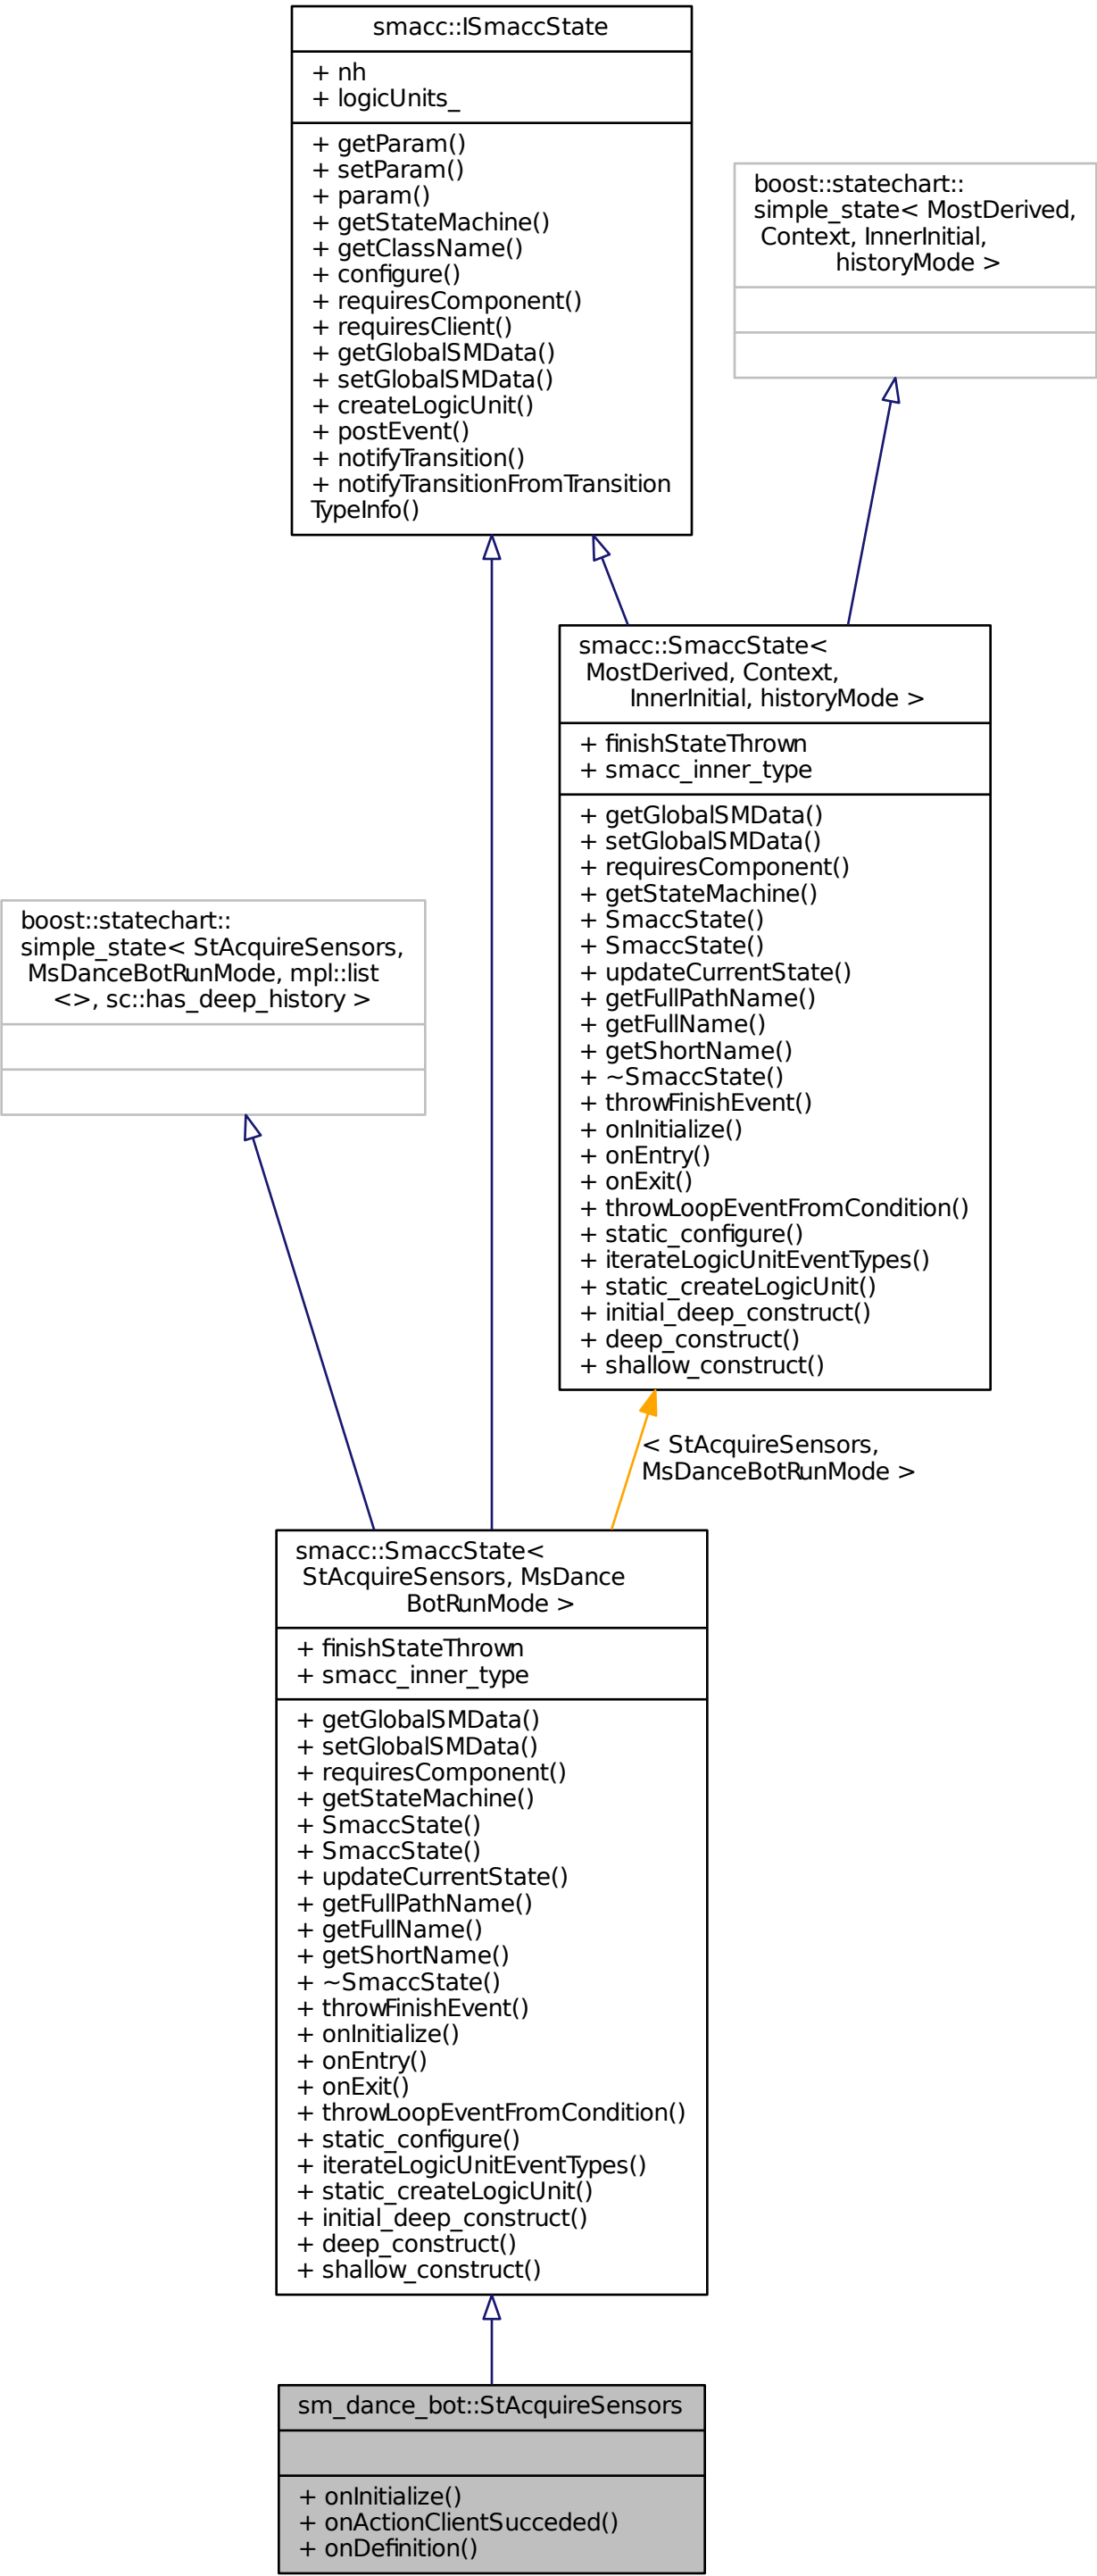 smacc::ISmaccState
+ nh
+ logicUnits_
+ getParam()
+ setParam()
+ param()
+ getStateMachine()
+ getClassName()
+ configure()
+ requiresComponent()
+ requiresClient()
+ getGlobalSMData()
+ setGlobalSMData()
+ createLogicUnit()
+ postEvent()
+ notifyTransition()
+ notifyTransitionFromTransition
TypeInfo()
boost::statechart::
simple_state< MostDerived,
Context, InnerInitial,
historyMode >
smacc::SmaccState<
MostDerived, Context,
InnerInitial, historyMode >
+ finishStateThrown
+ smacc_inner_type
+ getGlobalSMData()
+ setGlobalSMData()
+ requiresComponent()
+ getStateMachine()
+ SmaccState()
+ SmaccState()
+ updateCurrentState()
+ getFullPathName()
+ getFullName()
+ getShortName()
+ ~SmaccState()
+ throwFinishEvent()
+ onInitialize()
+ onEntry()
+ onExit()
+ throwLoopEventFromCondition()
+ static_configure()
+ iterateLogicUnitEventTypes()
+ static_createLogicUnit()
+ initial_deep_construct()
+ deep_construct()
+ shallow_construct()
boost::statechart::
simple_state< StAcquireSensors,
MsDanceBotRunMode, mpl::list
<>, sc::has_deep_history >
< StAcquireSensors,
MsDanceBotRunMode >
smacc::SmaccState<
StAcquireSensors, MsDance
BotRunMode >
+ finishStateThrown
+ smacc_inner_type
+ getGlobalSMData()
+ setGlobalSMData()
+ requiresComponent()
+ getStateMachine()
+ SmaccState()
+ SmaccState()
+ updateCurrentState()
+ getFullPathName()
+ getFullName()
+ getShortName()
+ ~SmaccState()
+ throwFinishEvent()
+ onInitialize()
+ onEntry()
+ onExit()
+ throwLoopEventFromCondition()
+ static_configure()
+ iterateLogicUnitEventTypes()
+ static_createLogicUnit()
+ initial_deep_construct()
+ deep_construct()
+ shallow_construct()
sm_dance_bot::StAcquireSensors
+ onInitialize()
+ onActionClientSucceded()
+ onDefinition()